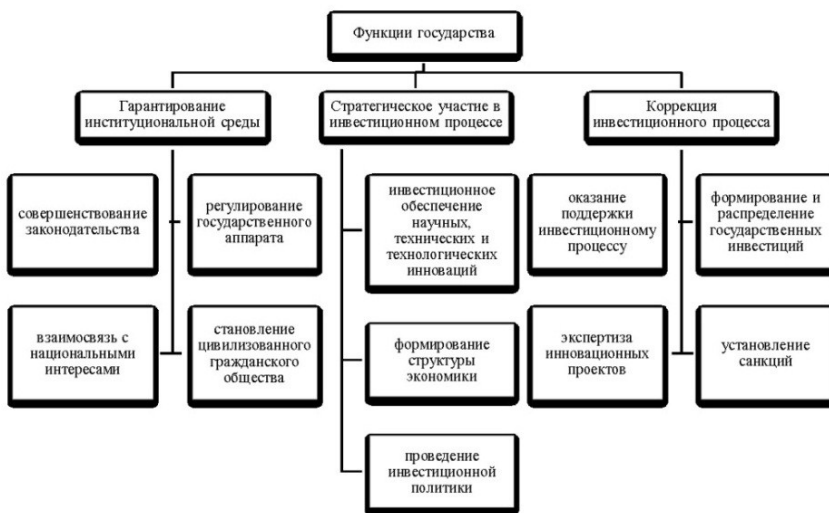 Функции государства
Гарантирование
институциональной среды
Стратегическое участие в
инвестиционном процессе
Коррекция
инвестиционного процесса
совершенствование
законодательства
регулирование
государственного
аппарата
взаимосвязь с
национальными
интересами
становление
цивилизованного
гражданского
общества
инвестиционное
обеспечение
научных,
технических и
технологических
инноваций
формирование
структуры
экономики
проведение
инвестиционной
политики
оказание
поддержки
инвестиционному
процессу
формирование и
распределение
государственных
инвестиций
экспертиза
инновационных
проектов
установление
санкций